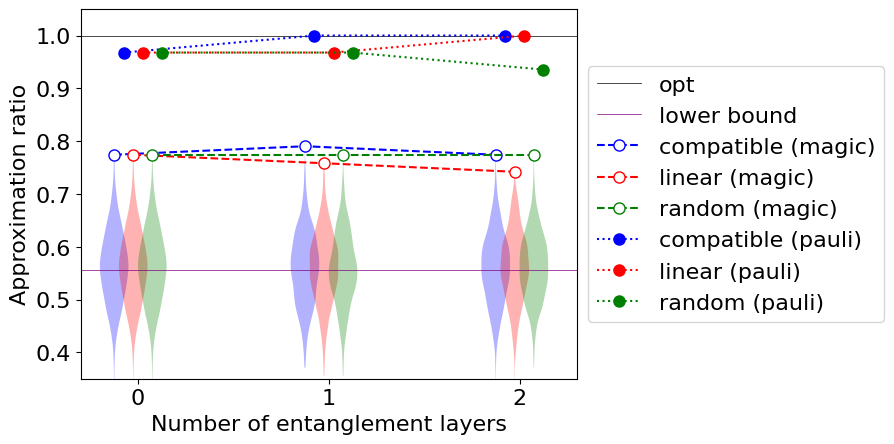 1.0
0.9
0.8
0.7
0.6
0.5
0.4
Approximation ratio
0 1 2
Number of entanglement layers
opt
lower bound
compatible (magic)
linear (magic)
random (magic)
compatible (pauli)
linear (pauli)
random (pauli)